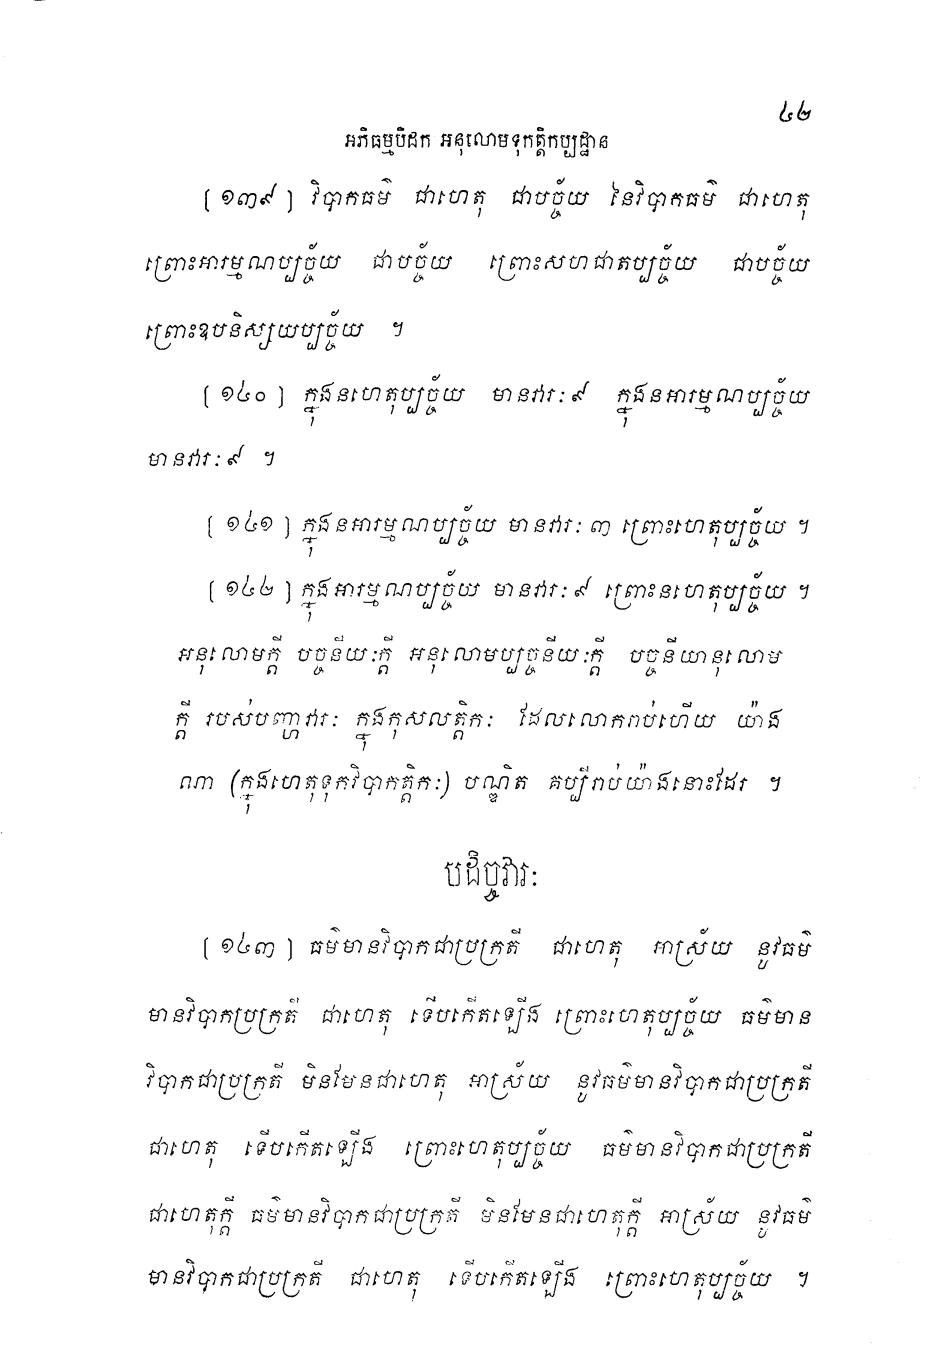 ៤២
អភិធម្មបិដក អនុលោមទុកត្តិកប្បដ្ឋាន
[ ១៣៩ ] វិបាកធម៌ ជាហេតុ ជាបច្ច័យ នៃវិបាកធម៌ ជាហេតុ
ព្រោះអារម្មណប្បច្ច័យ ជាបច្ច័យ ព្រោះសហជាតប្បច្ច័យ ជាបច្ច័យ
ព្រោះឧបនិស្សយប្បច្ច័យ ។
[ ១៤០ ] ក្នុងនហេតុប្បច្ច័យ មានវារៈ ៩ ក្នុងនអារម្មណប្បច្ច័យ
មានវារៈ ៩ ។
[ ១៤១ ] ក្នុងនអារម្មណប្បច្ច័យ មានវារៈ ៣ ព្រោះហេតុប្បច្ច័យ ។
[ ១៤២ ] ក្នុងអារម្មណប្បច្ច័យ មានវារៈ ៩ ព្រោះនហេតុប្បច្ច័យ ។
អនុលោមក្តី បច្ចនីយៈក្តី អនុលោមប្បច្ចនីយៈក្តី បច្ចនីយានុលោម
ក្តី របស់បញ្ហាវារៈ ក្នុងកុសលត្តិកៈ ដែលលោករាប់ហើយ យ៉ាង
ណា (ក្នុងហេតុទុកវិបាកត្តិកៈ) បណ្ឌិត គប្បីរាប់យ៉ាងនោះដែរ ។
បដិច្ចវារៈ
[ ១៤៣ ] ធម៌មានវិបាកជាប្រក្រតី ជាហេតុ អាស្រ័យ នូវធម៌
មានវិបាកប្រក្រតី ជាហេតុ ទើបកើតឡើង ព្រោះហេតុប្បច្ច័យ ធម៌មាន
វិបាកជាប្រក្រតី មិនមែនជាហេតុ អាស្រ័យ នូវធម៌មានវិបាកជាប្រក្រតី
ជាហេតុ ទើបកើតឡើង ព្រោះហេតុប្បច្ច័យ ធម៌មានវិបាកជាប្រក្រតី
ជាហេតុក្តី ធម៌មានវិបាកជាប្រក្រតី មិនមែនជាហេតុក្តី អាស្រ័យ នូវធម៌
មានវិបាកជាប្រក្រតី ជាហេតុ ទើបកើតឡើង ព្រោះហេតុប្បច្ច័យ ។